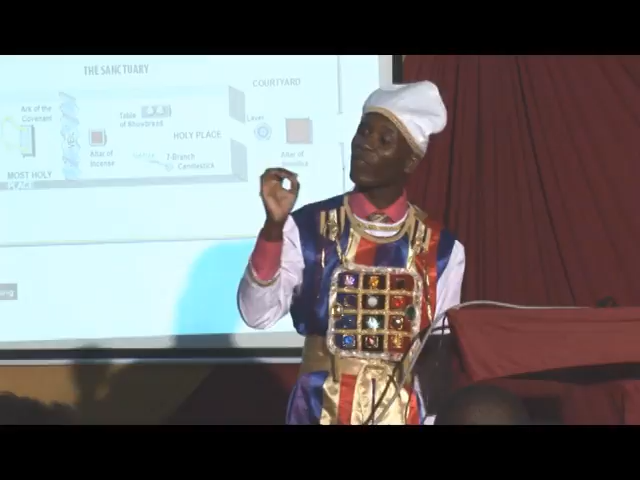 THE SANCTUARY
COURTYARD
Ark of the
Covenant
Table
of Showbread
Laver
HOLY PLACE
Altar of
Incense
7-Branch
Candlestick
Altar of
MOST HOLY
PLACE